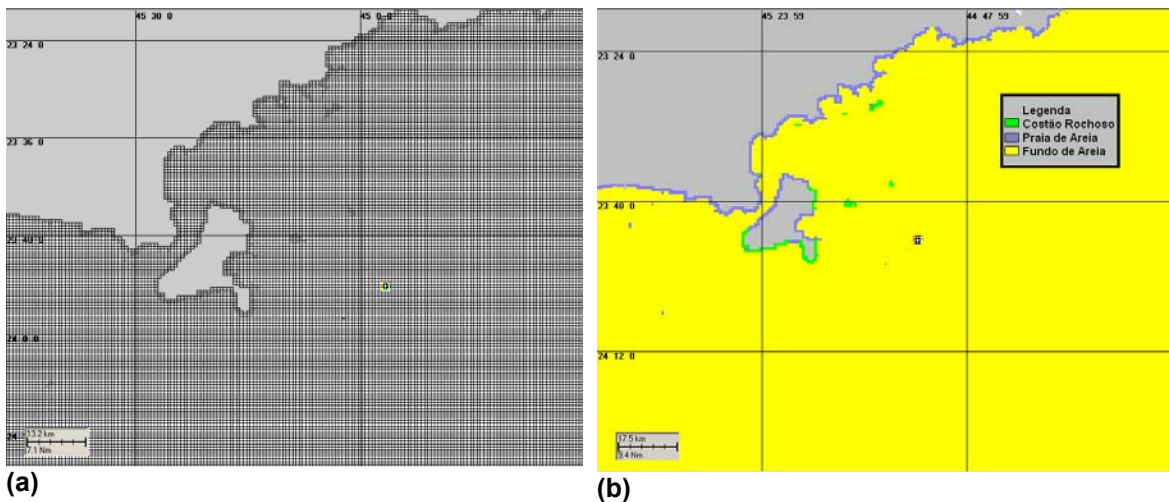 45 30 0
45 0 0
23 24 0
23 36 0
23 48 0
24 0 0
24
13.2 km
7.1 Nm
(a)
45 23 59
44 47 59
23 24 0
Legenda
Costão Rochoso
Praia de Areia
Fundo de Areia
23 48 0
24 12 0
17.5 km
9.4 Nm
(b)